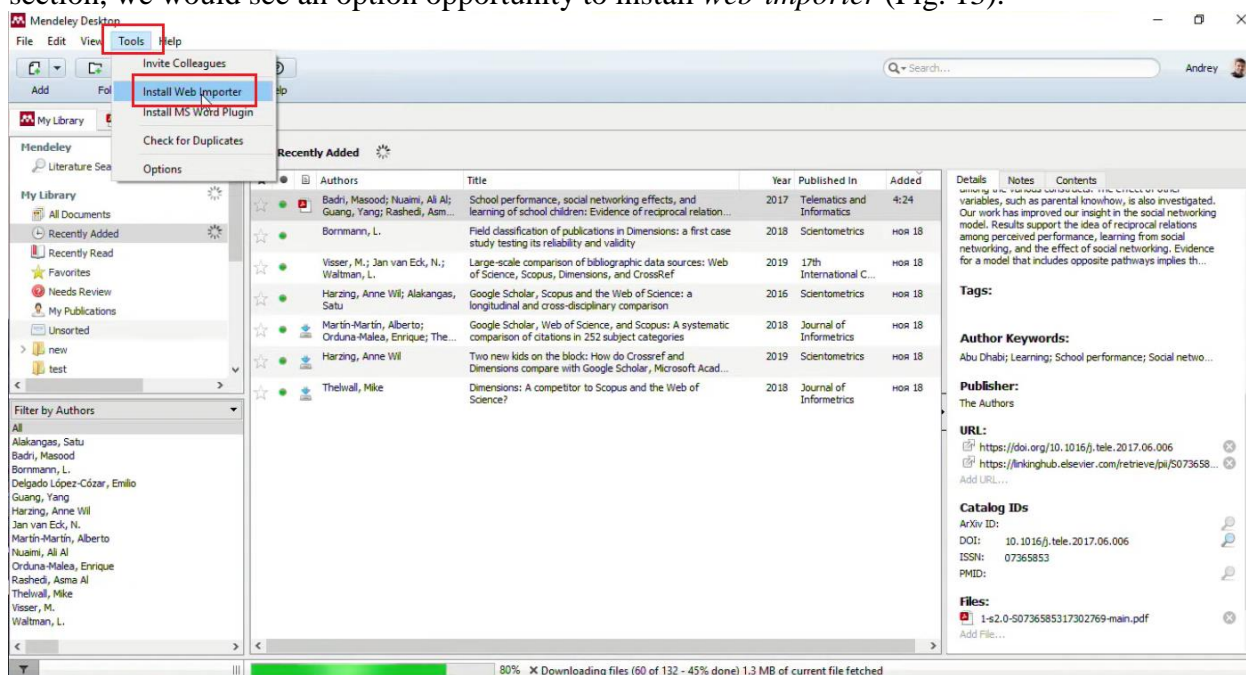 section, we would see an option opportunity to install web-importer (Fig. 13).
Mendeley Desktop
File Edit View Tools Help
Invite Colleagues
Install Web Importer
Install MS Word Plugin
Check for Duplicates
Options
Search...
Andrey
Add
My Library
Mendeley
Literature Sea
My Library
All Documents
Recently Added
Recently Read
Favorites
Needs Review
My Publications
Unsorted
new
test
Filter by Authors
All
Alakangas, Satu
Badri, Masood
Bornmann, L.
Delgado López-Cózar, Emilio
Guang, Yang
Harzing, Anne Wil
Jan van Eck, N.
Martín-Martín, Alberto
Nuaimi, Ali Al
Orduna-Malea, Enrique
Rashedi, Asma Al
Thelwall, Mike
Visser, M.
Waltman, L.
Recently Added
Authors Title Year Published In Added
Badri, Masood; Nuaimi, Ali Al; School performance, social networking effects, and 2017 Telematics and 4:24
Guang, Yang; Rashedi, Asm... learning of school children: Evidence of reciprocal relation... Informatics
Bornmann, L. Field classification of publications in Dimensions: a first case 2018 Scientometrics ноя 18
study testing its reliability and validity
Visser, M.; Jan van Eck, N.; Large-scale comparison of bibliographic data sources: Web 2019 17th ноя 18
Waltman, L. of Science, Scopus, Dimensions, and CrossRef International C...
Harzing, Anne Wil; Alakangas, Google Scholar, Scopus and the Web of Science: a 2016 Scientometrics ноя 18
Satu longitudinal and cross-disciplinary comparison
Martín-Martín, Alberto; Google Scholar, Web of Science, and Scopus: A systematic 2018 Journal of ноя 18
Orduna-Malea, Enrique; The... comparison of citations in 252 subject categories Informetrics
Harzing, Anne Wil Two new kids on the block: How do Crossref and 2019 Scientometrics ноя 18
Dimensions compare with Google Scholar, Microsoft Acad...
Thelwall, Mike Dimensions: A competitor to Scopus and the Web of 2018 Journal of ноя 18
Science? Informetrics
Details Notes Contents
variables, such as parental knowhow, is also investigated.
Our work has improved our insight in the social networking
model. Results support the idea of reciprocal relations
among perceived performance, learning from social
networking, and the effect of social networking. Evidence
for a model that includes opposite pathways implies th...
Tags:
Author Keywords:
Abu Dhabi; Learning; School performance; Social netwo...
Publisher:
The Authors
URL:
https://doi.org/10.1016/j.tele.2017.06.006
https://linkinghub.elsevier.com/retrieve/pii/S073658...
Add URL...
Catalog IDs
ArXiv ID:
DOI: 10.1016/j.tele.2017.06.006
ISSN: 07365853
PMID:
Files:
1-s2.0-S0736585317302769-main.pdf
Add File...
80% X Downloading files (60 of 132 - 45% done) 1.3 MB of current file fetched